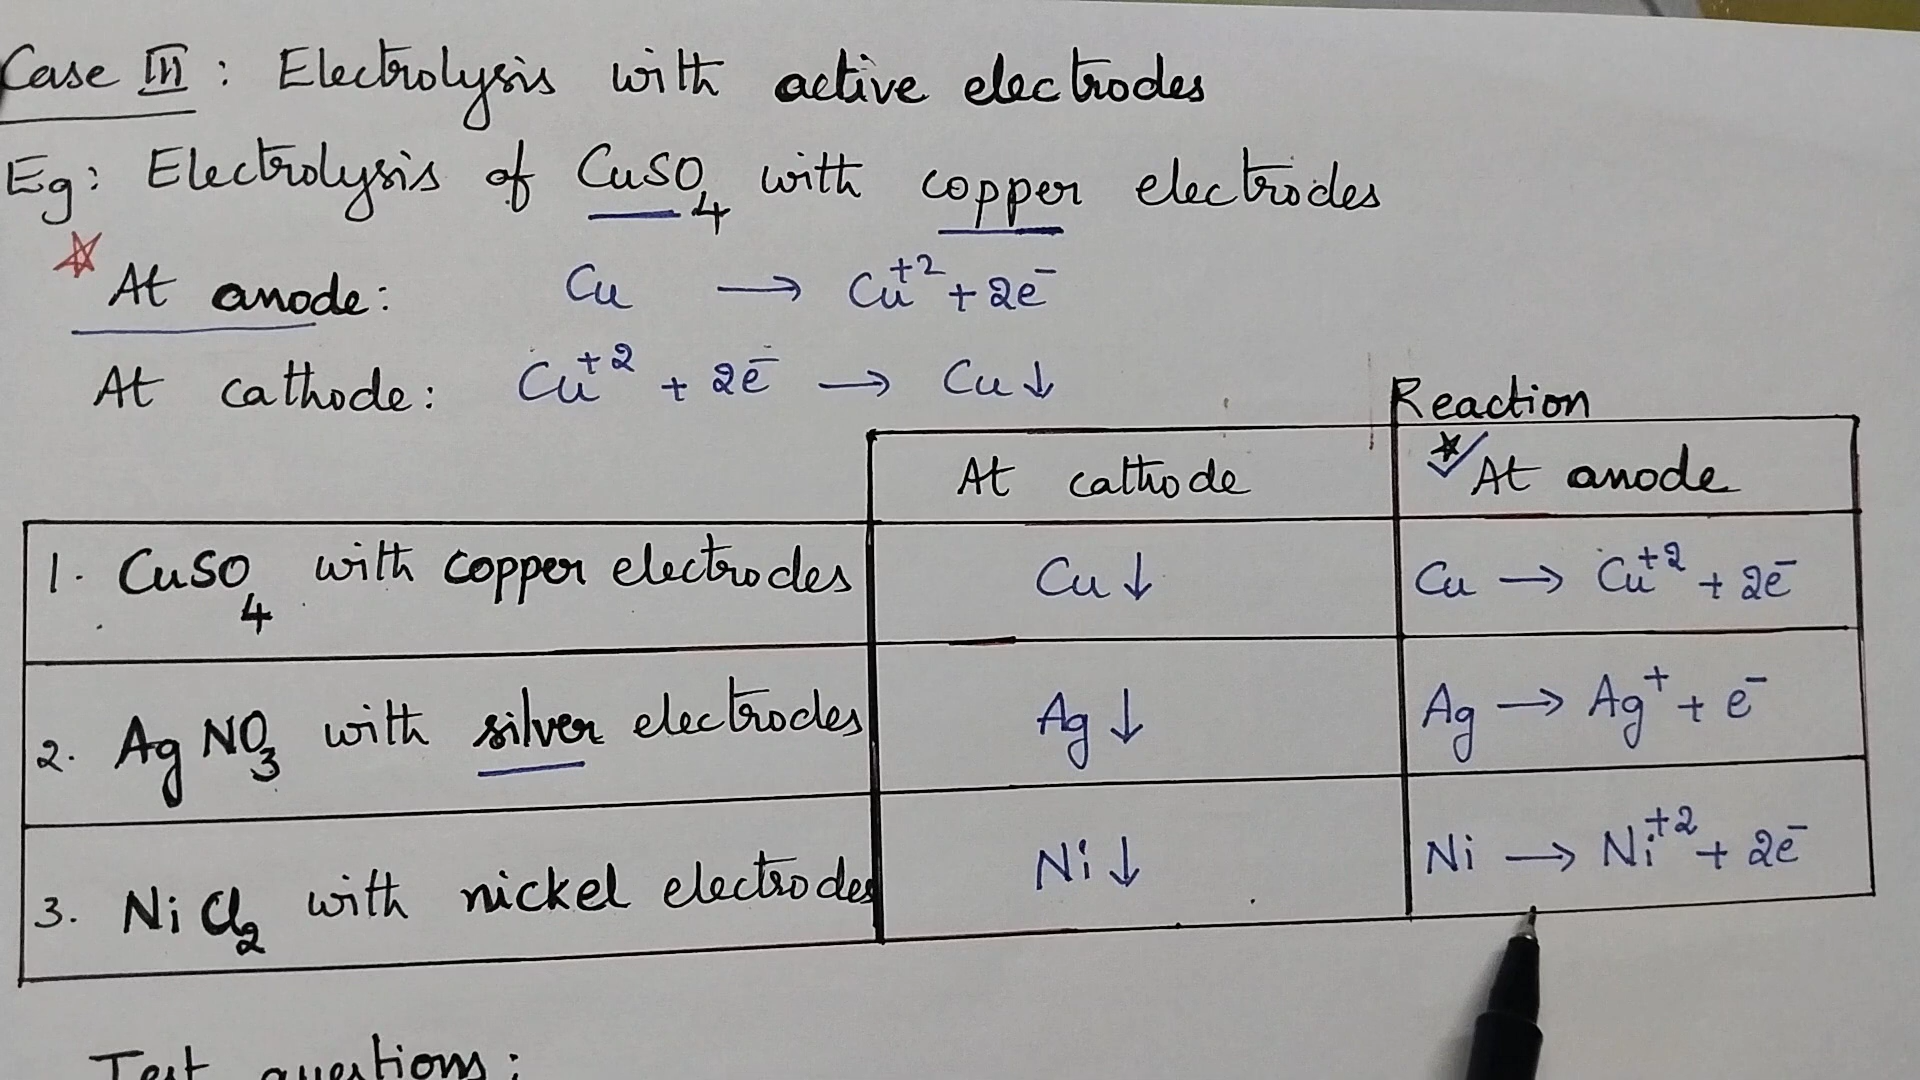 Case III : Electrolysis with active electrodes
Eg: Electrolysis of CuSO4 with copper electrodes
At anode: Cu → Cu+2 + 2e-
At cathode: Cu+2 + 2e- → Cu↓
Reaction
At cathode At anode
1. CuSO4 with copper electrodes Cu↓ Cu → Cu+2 + 2e-
2. AgNO3 with silver electrodes Ag↓ Ag → Ag+ + e-
3. NiCl2 with nickel electrodes Ni↓ Ni → Ni+2 + 2e-
Test questions: